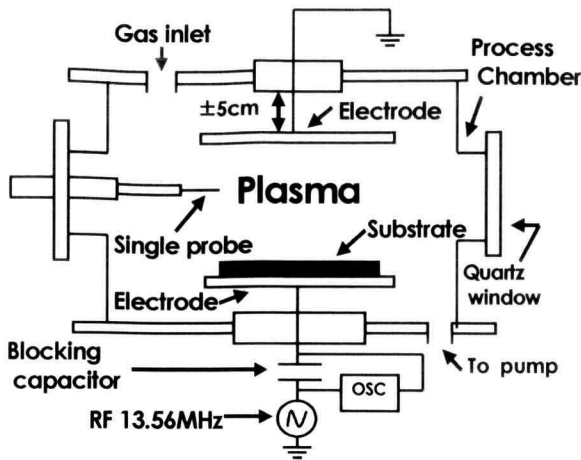 Gas inlet
Process
Chamber
±5cm
Electrode
Plasma
Single probe
Substrate
Electrode
Quartz
window
Blocking
capacitor
To pump
OSC
RF 13.56MHz